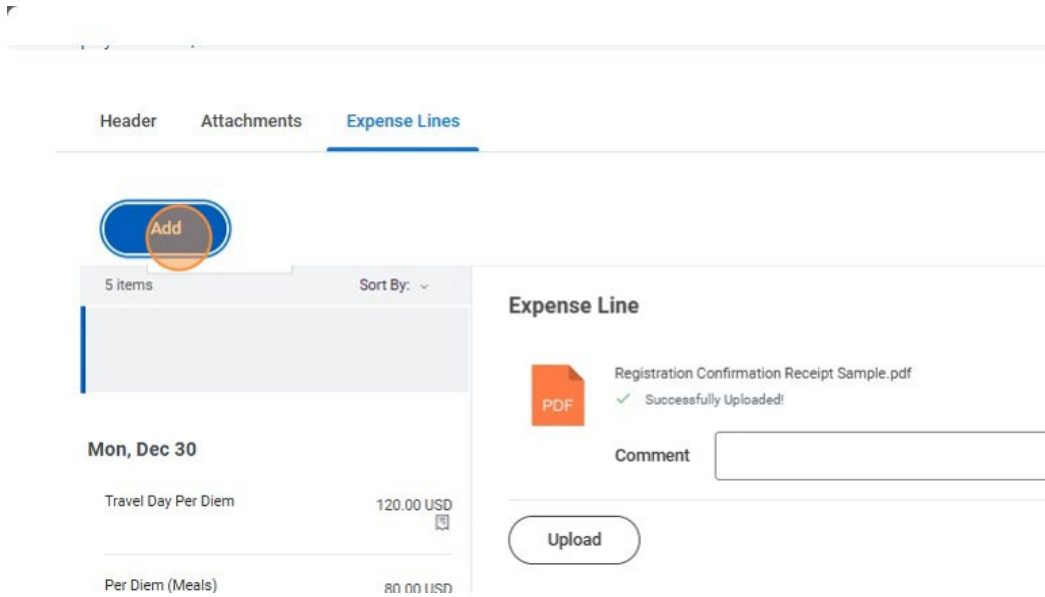 Header Attachments Expense Lines
Add
5 items Sort By:
Expense Line
PDF
Registration Confirmation Receipt Sample.pdf
Successfully Uploaded!
Comment
Upload
Mon, Dec 30
Travel Day Per Diem 120.00 USD
Per Diem (Meals) 80.00 USD